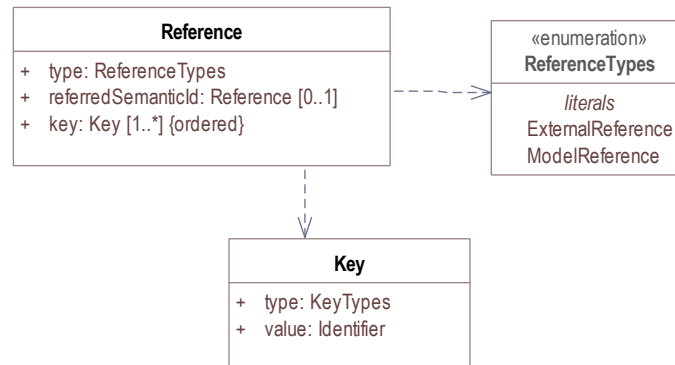 Reference
+ type: ReferenceTypes
+ referredSemanticId: Reference [0..1]
+ key: Key [1..*] {ordered}
«enumeration»
ReferenceTypes
literals
ExternalReference
ModelReference
Key
+ type: KeyTypes
+ value: Identifier